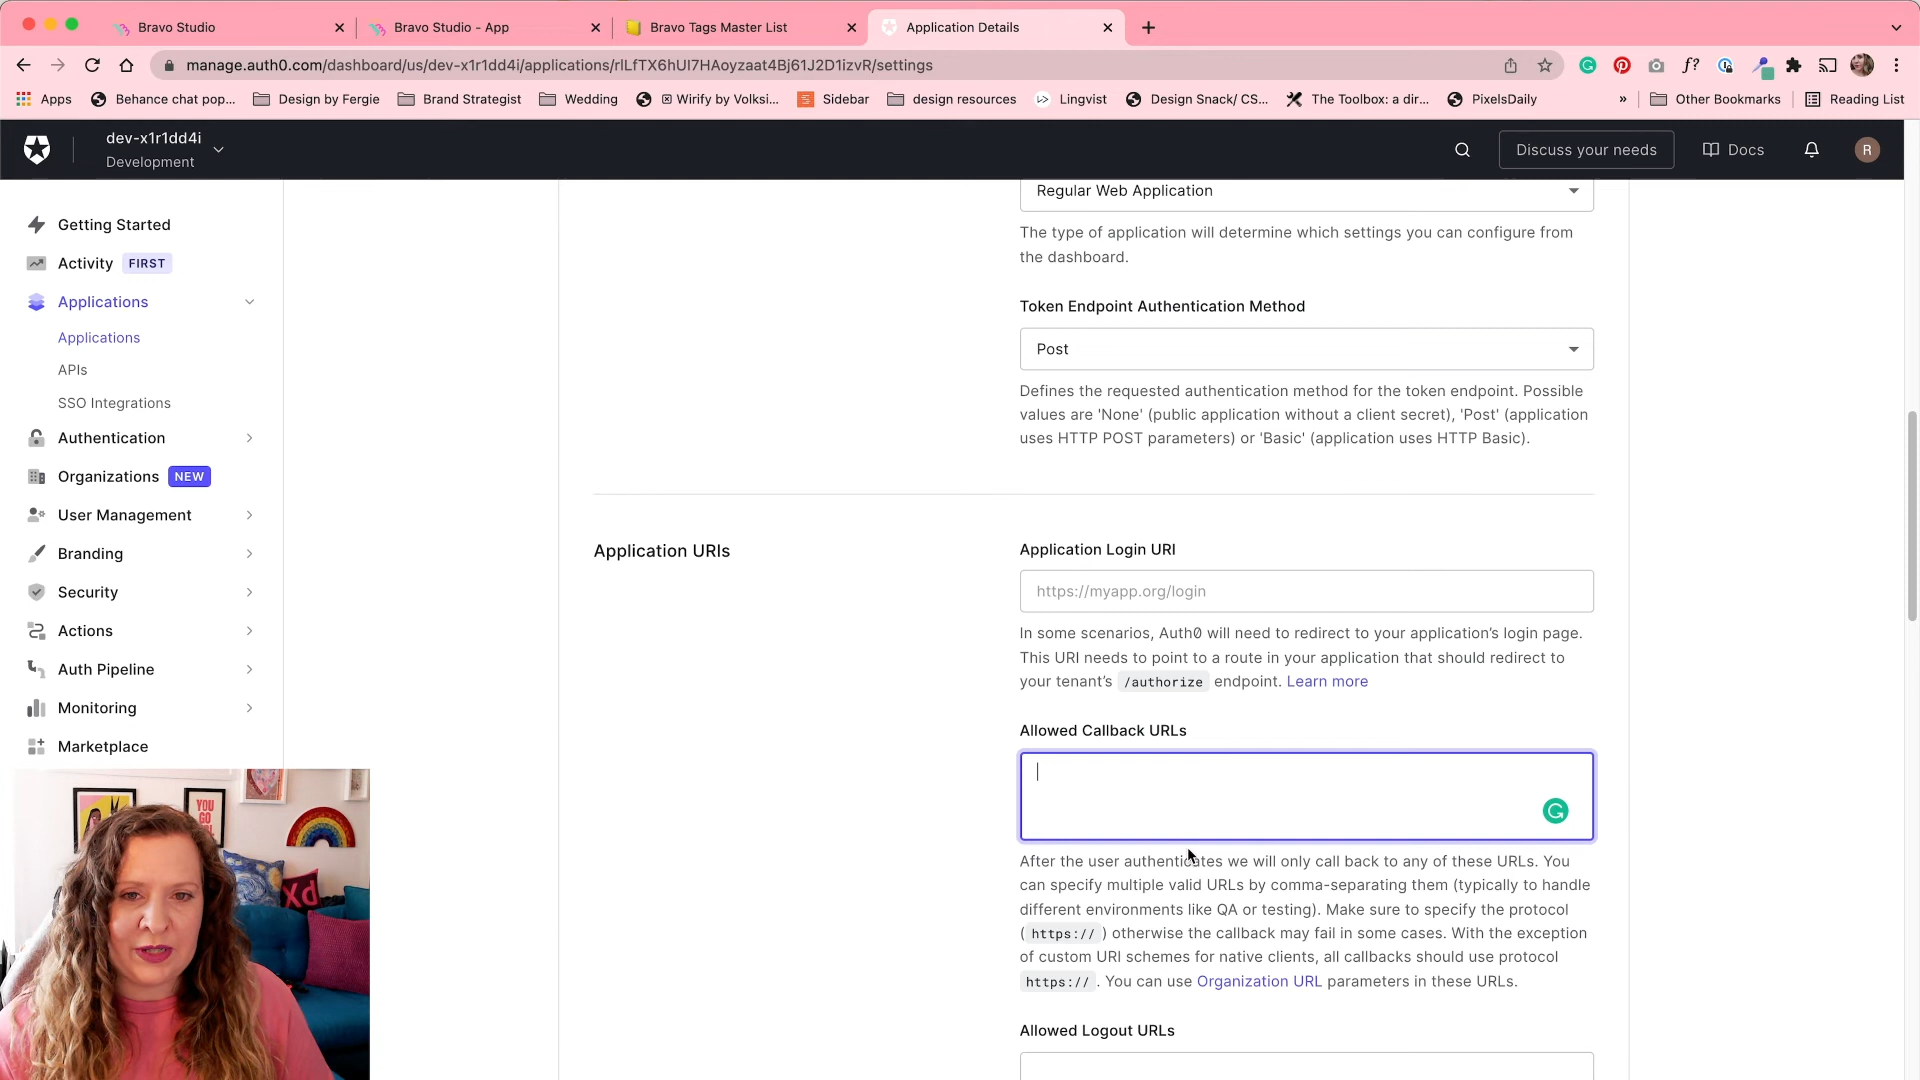 Bravo Studio
Bravo Studio - App
Bravo Tags Master List
Application Details
manage.auth0.com/dashboard/us/dev-x1r1dd4i/applications/rlLfTX6hUI7HAoyzaat4Bj61J2D1izvR/settings
f?
Apps
Behance chat pop...
Design by Fergie
Brand Strategist
Wedding
Wirify by Volksi...
Sidebar
design resources
Lingvist
Design Snack/ CS...
The Toolbox: a dir...
PixelsDaily
»
Other Bookmarks
Reading List
dev-x1r1dd4i
Development
Discuss your needs
Docs
R
Getting Started
Activity FIRST
Applications
Applications
APIs
SSO Integrations
Authentication
Organizations NEW
User Management
Branding
Security
Actions
Auth Pipeline
Monitoring
Marketplace
Regular Web Application
The type of application will determine which settings you can configure from
the dashboard.
Token Endpoint Authentication Method
Post
Defines the requested authentication method for the token endpoint. Possible
values are 'None' (public application without a client secret), 'Post' (application
uses HTTP POST parameters) or 'Basic' (application uses HTTP Basic).
Application URIs
Application Login URI
https://myapp.org/login
In some scenarios, Auth0 will need to redirect to your application's login page.
This URI needs to point to a route in your application that should redirect to
your tenant's /authorize endpoint. Learn more
Allowed Callback URLs
After the user authenticates we will only call back to any of these URLs. You
can specify multiple valid URLs by comma-separating them (typically to handle
different environments like QA or testing). Make sure to specify the protocol
( https:// ) otherwise the callback may fail in some cases. With the exception
of custom URI schemes for native clients, all callbacks should use protocol
https:// . You can use Organization URL parameters in these URLs.
Allowed Logout URLs
YOU
GO
Xd